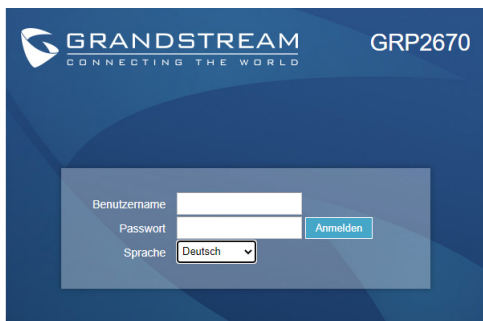 GRANDSTREAM
CONNECTING THE WORLD
GRP2670
Benutzername
Passwort
Anmelden
Sprache
Deutsch